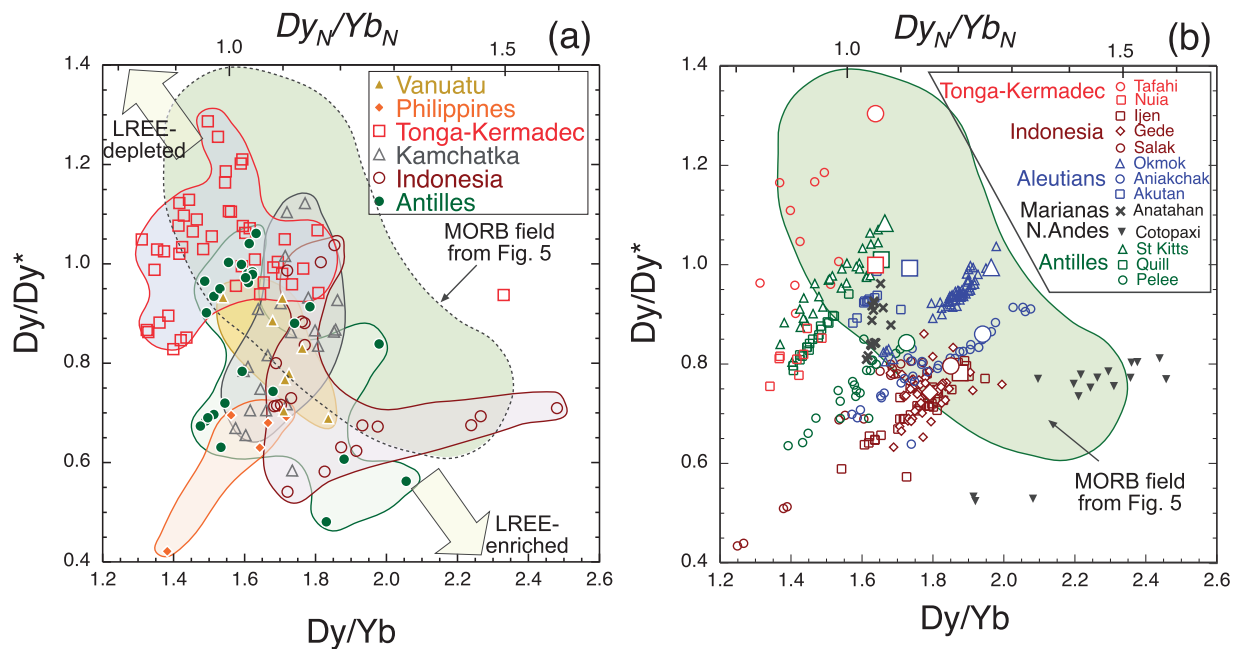 Dy_N/Yb_N
(a)
1.0
1.5
1.4
1.2
1.0
0.8
0.6
0.4
Dy/Dy*
LREE-
depleted
Vanuatu
Philippines
Tonga-Kermadec
Kamchatka
Indonesia
Antilles
MORB field
from Fig. 5
LREE-
enriched
1.2
1.4
1.6
1.8
2.0
2.2
2.4
2.6
Dy/Yb
Dy_N/Yb_N
(b)
1.0
1.5
1.4
1.2
1.0
0.8
0.6
0.4
Dy/Dy*
Tonga-Kermadec
Tafahi
Nuia
Indonesia
Ijen
Gede
Salak
Aleutians
Okmok
Aniakchak
Akutan
Marianas
Anatahan
N.Andes
Cotopaxi
Antilles
St Kitts
Quill
Pelee
MORB field
from Fig. 5
1.2
1.4
1.6
1.8
2.0
2.2
2.4
2.6
Dy/Yb